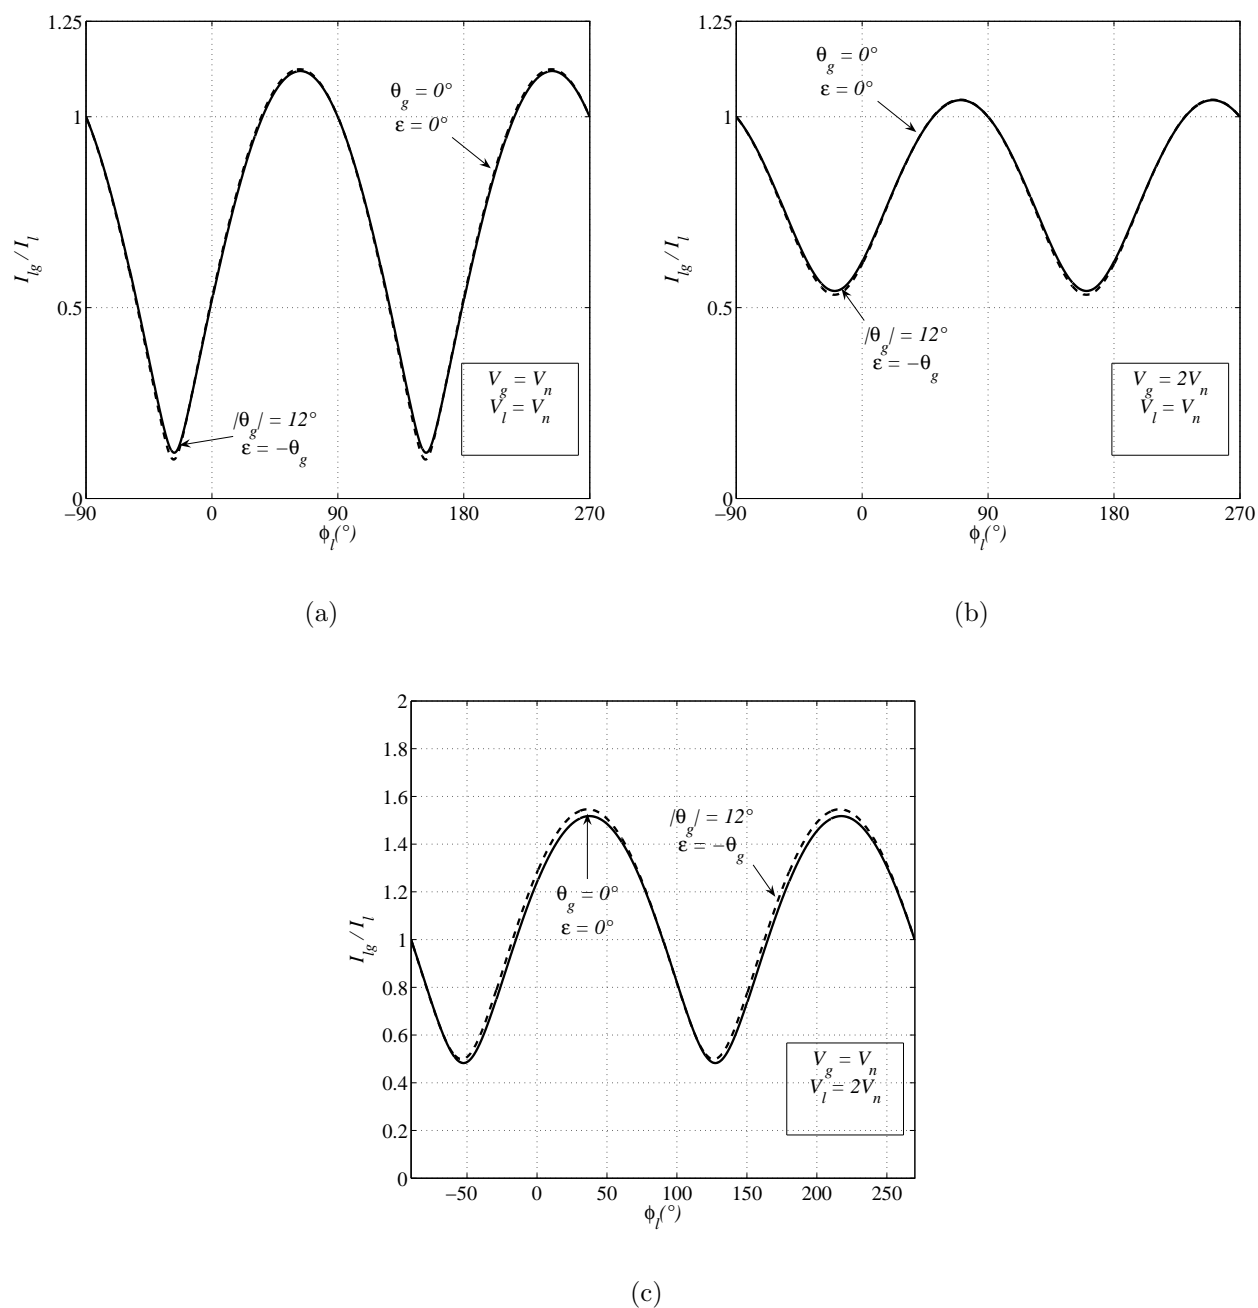 1.25
1
0.5
0
−90
0
90
180
270
I_lg / I_l
ϕ_l(°)
θ_g = 0°
ε = 0°
|θ_g| = 12°
ε = −θ_g
V_g = V_n
V_l = V_n
(a)
1.25
1
0.5
0
−90
0
90
180
270
I_lg / I_l
ϕ_l(°)
θ_g = 0°
ε = 0°
|θ_g| = 12°
ε = −θ_g
V_g = 2V_n
V_l = V_n
(b)
2
1.8
1.6
1.4
1.2
1
0.8
0.6
0.4
0.2
0
−50
0
50
100
150
200
250
I_lg / I_l
ϕ_l(°)
|θ_g| = 12°
ε = −θ_g
θ_g = 0°
ε = 0°
V_g = V_n
V_l = 2V_n
(c)